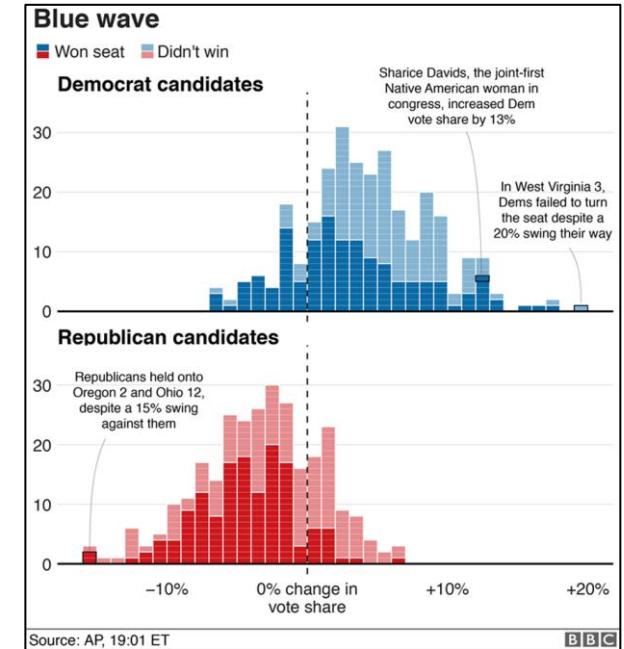 Blue wave
Won seat Didn't win
Democrat candidates
Sharice Davids, the joint-first
Native American woman in
congress, increased Dem
vote share by 13%
In West Virginia 3,
Dems failed to turn
the seat despite a
20% swing their way
30
20
10
0
Republican candidates
Republicans held onto
Oregon 2 and Ohio 12,
despite a 15% swing
against them
30
20
10
0
−10% 0% change in +10% +20%
vote share
Source: AP, 19:01 ET BBC